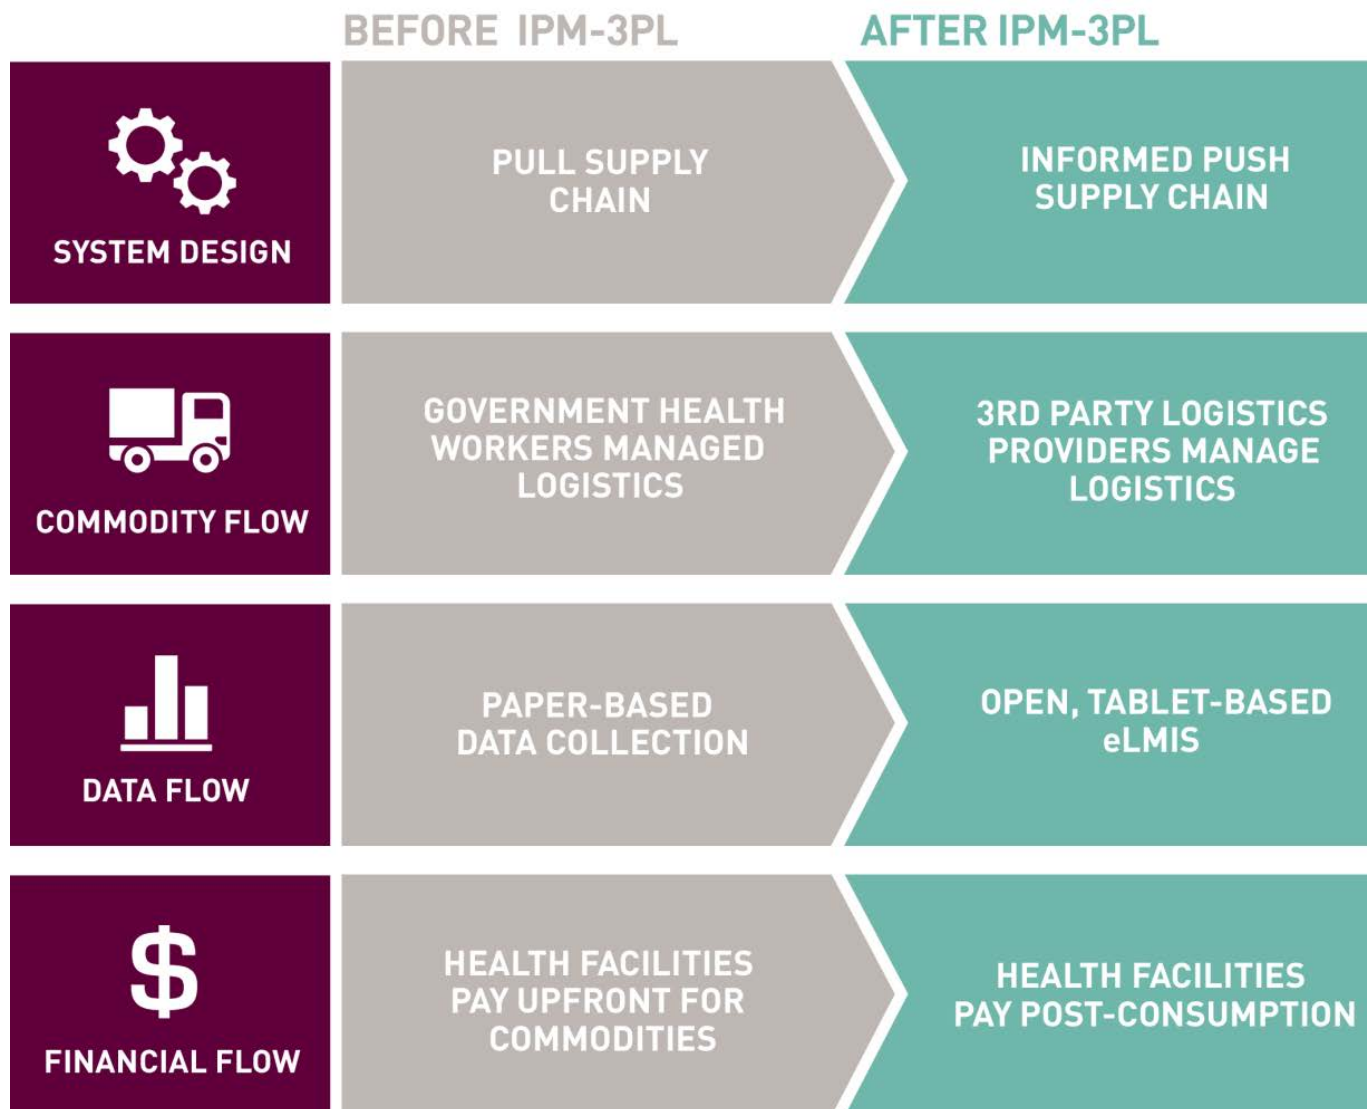 BEFORE IPM-3PL
AFTER IPM-3PL
SYSTEM DESIGN
PULL SUPPLY
CHAIN
INFORMED PUSH
SUPPLY CHAIN
COMMODITY FLOW
GOVERNMENT HEALTH
WORKERS MANAGED
LOGISTICS
3RD PARTY LOGISTICS
PROVIDERS MANAGE
LOGISTICS
DATA FLOW
PAPER-BASED
DATA COLLECTION
OPEN, TABLET-BASED
eLMIS
$
FINANCIAL FLOW
HEALTH FACILITIES
PAY UPFRONT FOR
COMMODITIES
HEALTH FACILITIES
PAY POST-CONSUMPTION